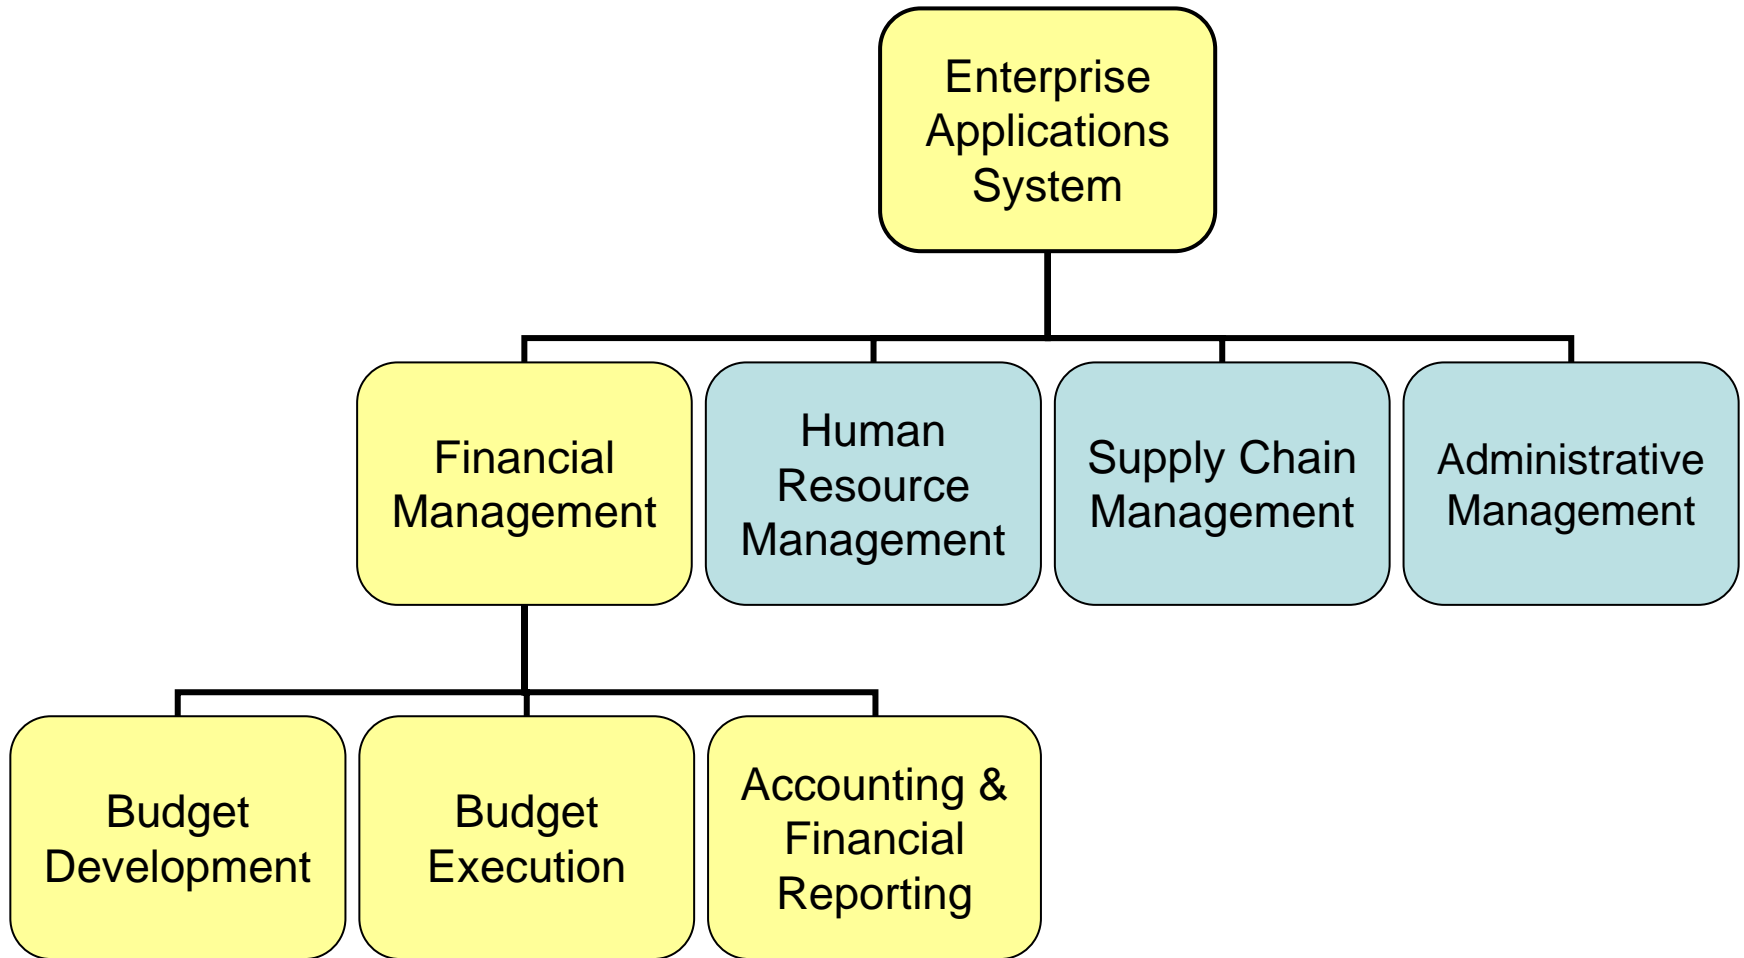 Enterprise
Applications
System
Financial
Management
Human
Resource
Management
Supply Chain
Management
Administrative
Management
Budget
Development
Budget
Execution
Accounting &
Financial
Reporting